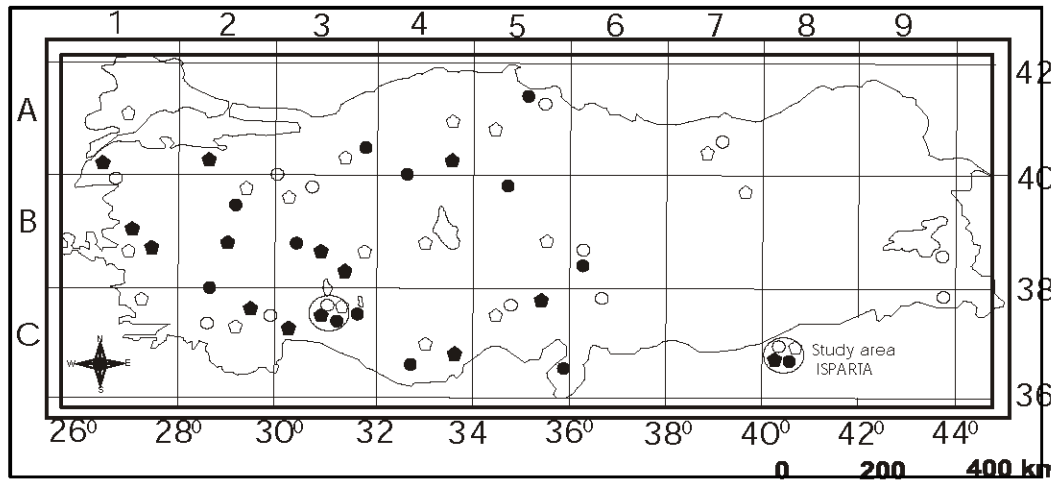 1 2 3 4 5 6 7 8 9
A
B
C
42
40
38
36
N
W E
S
Study area
ISPARTA
26⁰ 28⁰ 30⁰ 32 34 36⁰ 38⁰ 40⁰ 42⁰ 44⁰
0 200 400 km